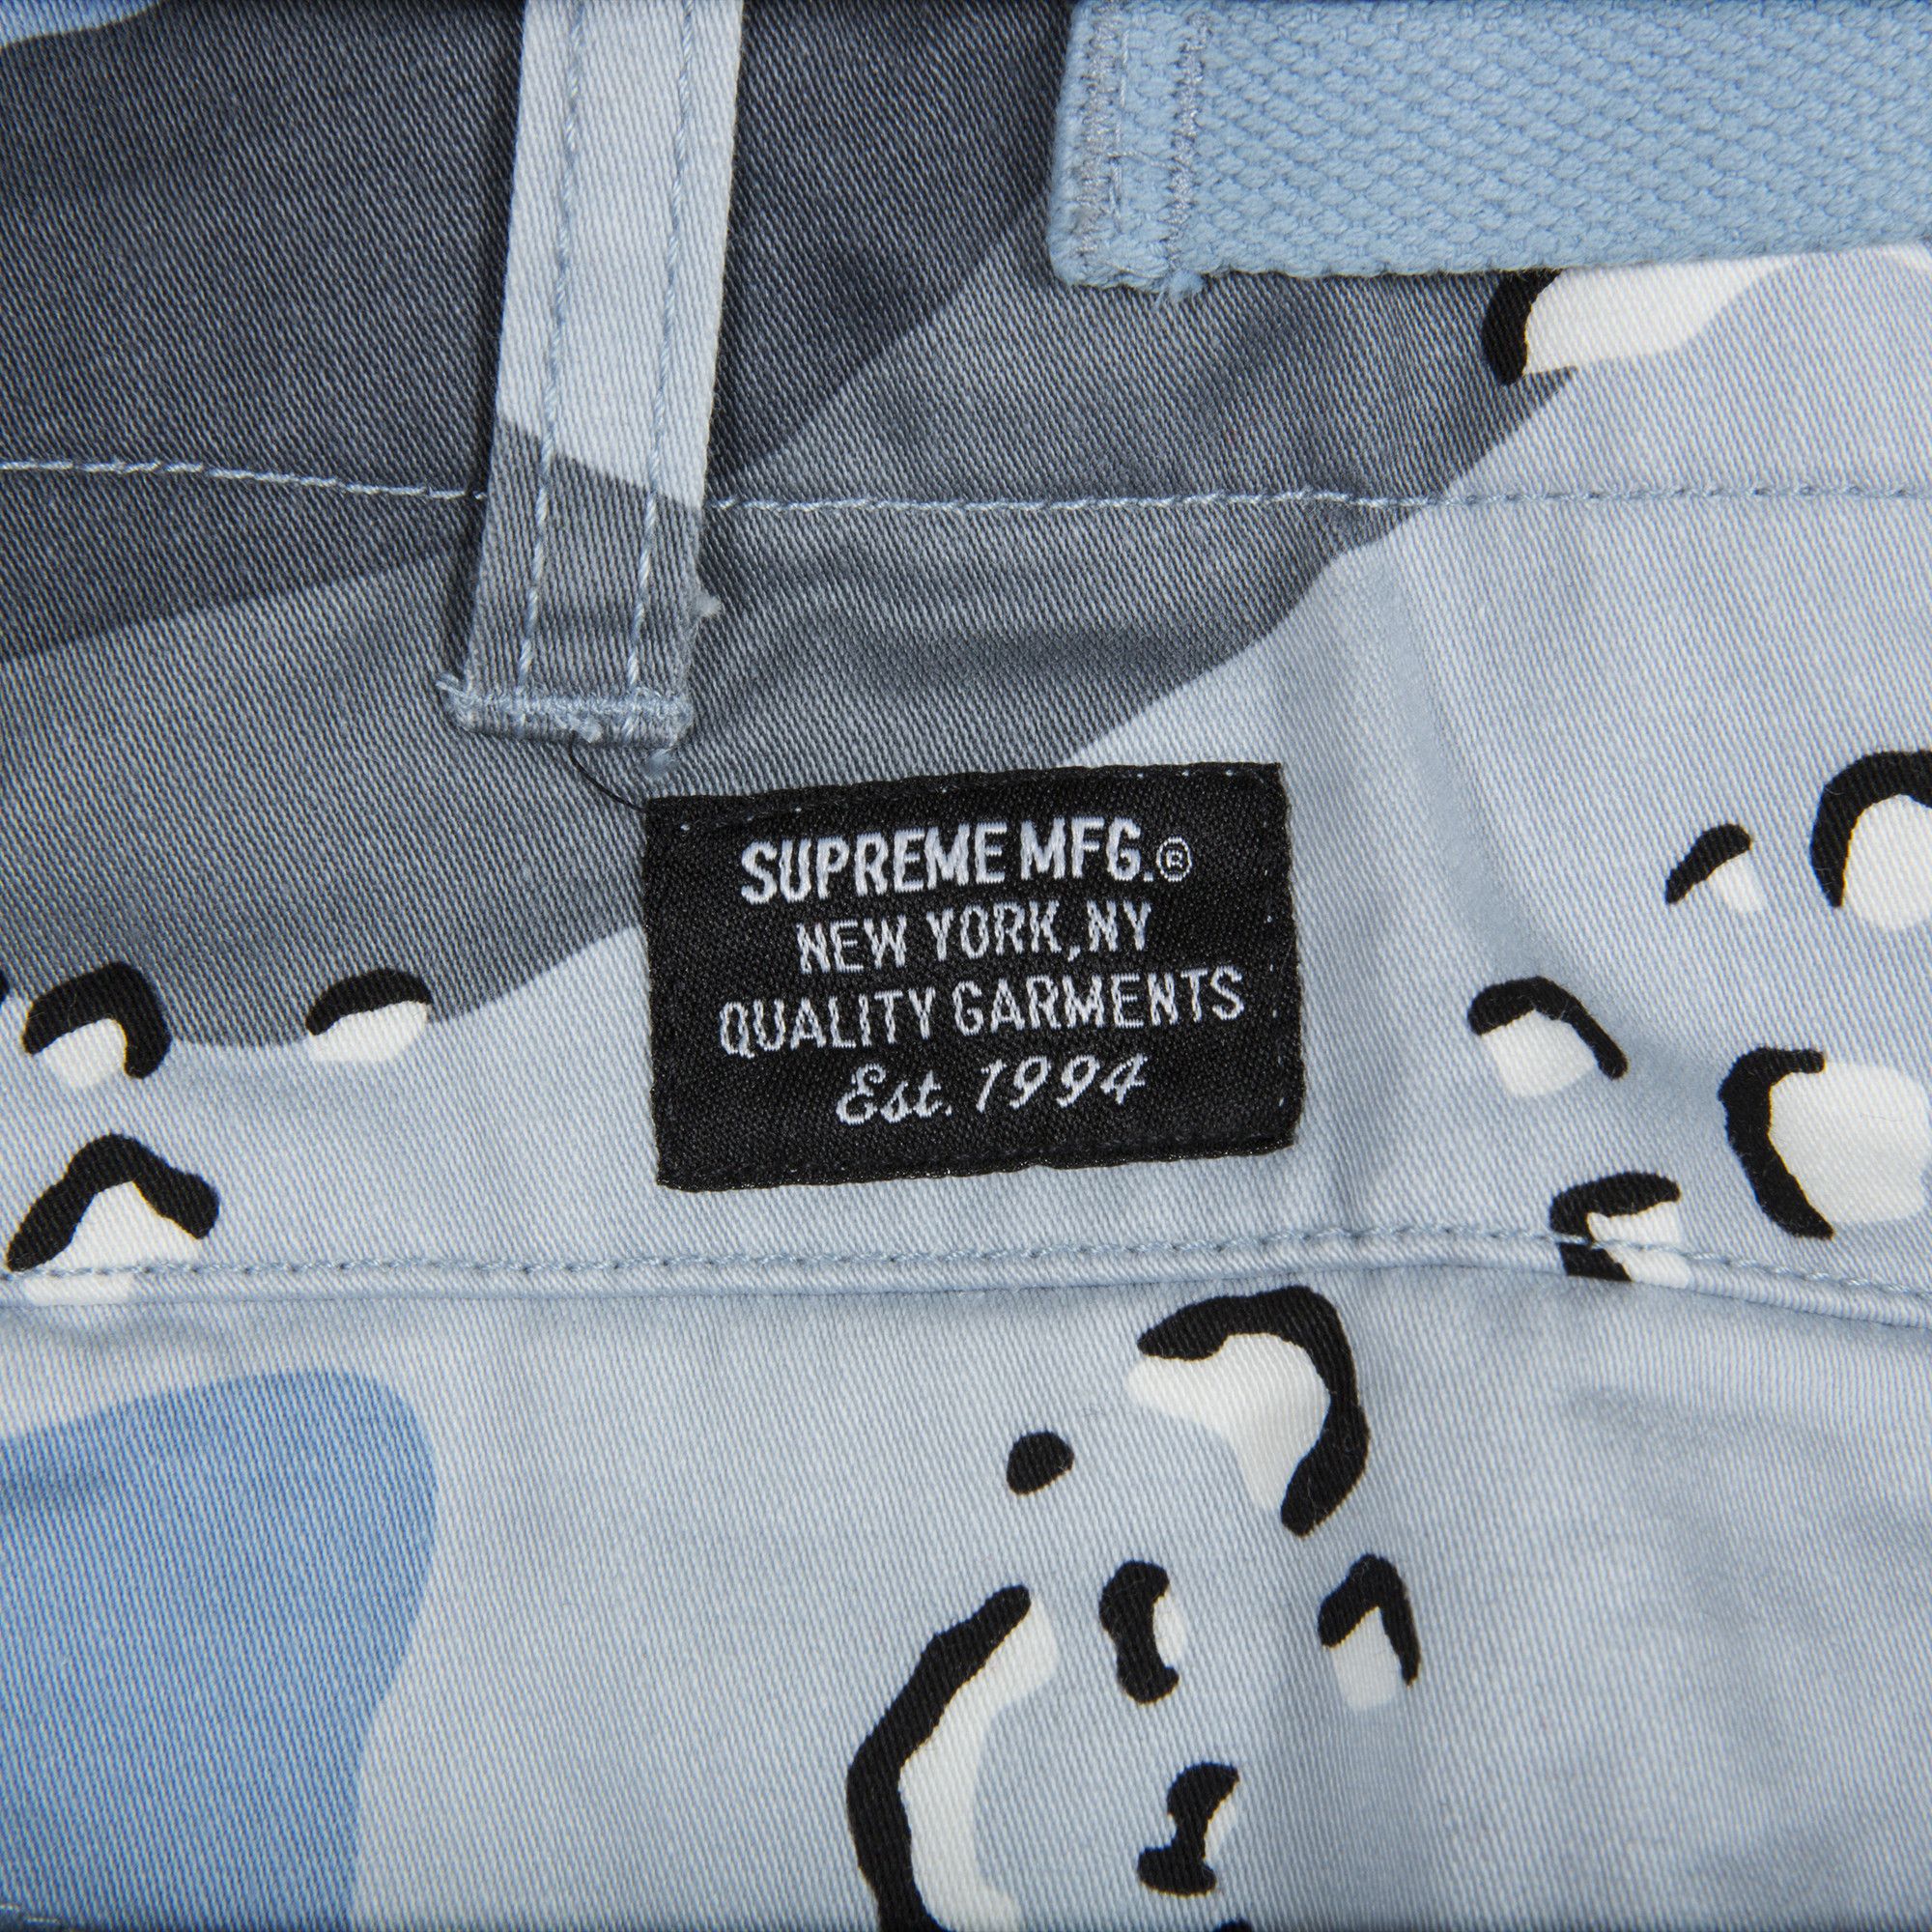 SUPREME MFG.®
NEW YORK, NY
QUALITY GARMENTS
Est. 1994